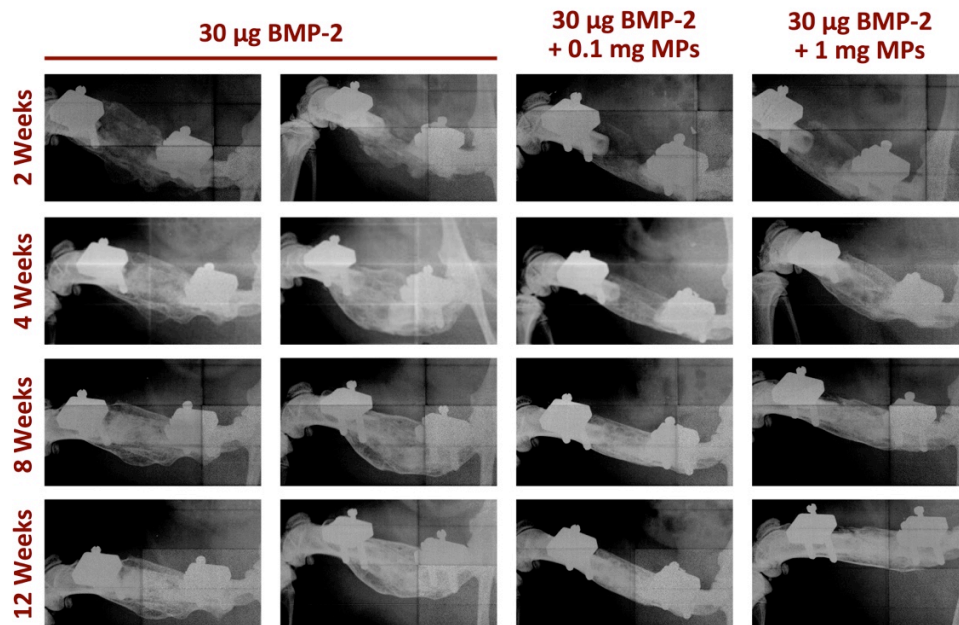 30 µg BMP-2
30 µg BMP-2
+ 0.1 mg MPs
30 µg BMP-2
+ 1 mg MPs
2 Weeks
4 Weeks
8 Weeks
12 Weeks